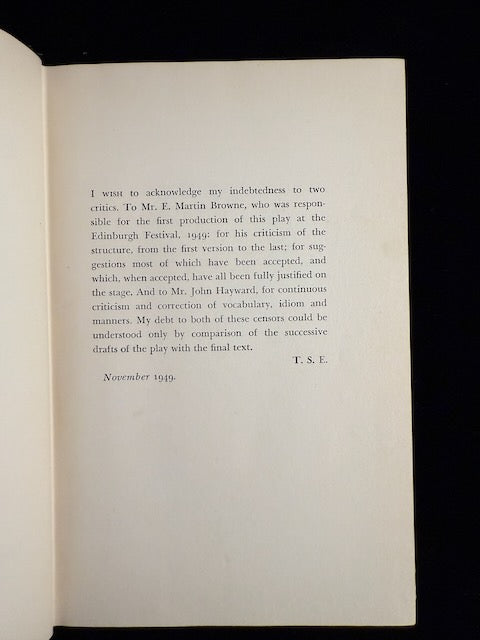 I WISH to acknowledge my indebtedness to two
critics. To Mr. E. Martin Browne, who was respon-
sible for the first production of this play at the
Edinburgh Festival, 1949: for his criticism of the
structure, from the first version to the last; for sug-
gestions most of which have been accepted, and
which, when accepted, have all been fully justified on
the stage. And to Mr. John Hayward, for continuous
criticism and correction of vocabulary, idiom and
manners. My debt to both of these censors could be
understood only by comparison of the successive
drafts of the play with the final text.
T. S. E.
November 1949.